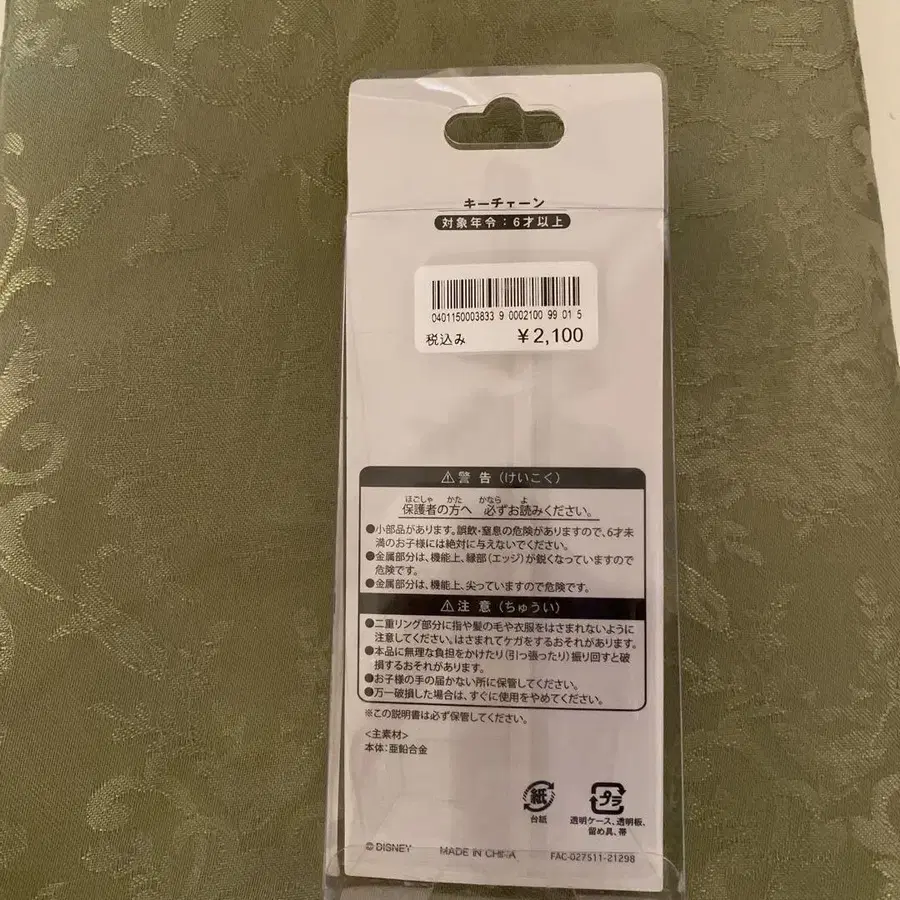 キーチェーン
対象年令:6才以上
0401150003833 9 0002100 99 01 5
税込み ¥2,100
⚠警 告(けいこく)
ほごしゃ かた かなら よ
保護者の方へ 必ずお読みください。
●小部品があります。誤飲・窒息の危険がありますので、6才未
満のお子様には絶対に与えないでください。
●金属部分は、機能上、縁部(エッジ)が鋭くなっていますので
危険です。
●金属部分は、機能上、尖っていますので危険です。
⚠注 意(ちゅうい)
●二重リング部分に指や髪の毛や衣服をはさまれないように
注意してください。はさまれてケガをするおそれがあります。
●本品に無理な負担をかけたり(引っ張ったり)振り回すと破
損するおそれがあります。
●お子様の手の届かない所に保管してください。
●万一破損した場合は、すぐに使用をやめてください。
※この説明書は必ず保管してください。
<主素材>
本体:亜鉛合金
紙
台紙
プラ
透明ケース、透明板、
留め具、帯
© DISNEY MADE IN CHINA FAC-027511-21298